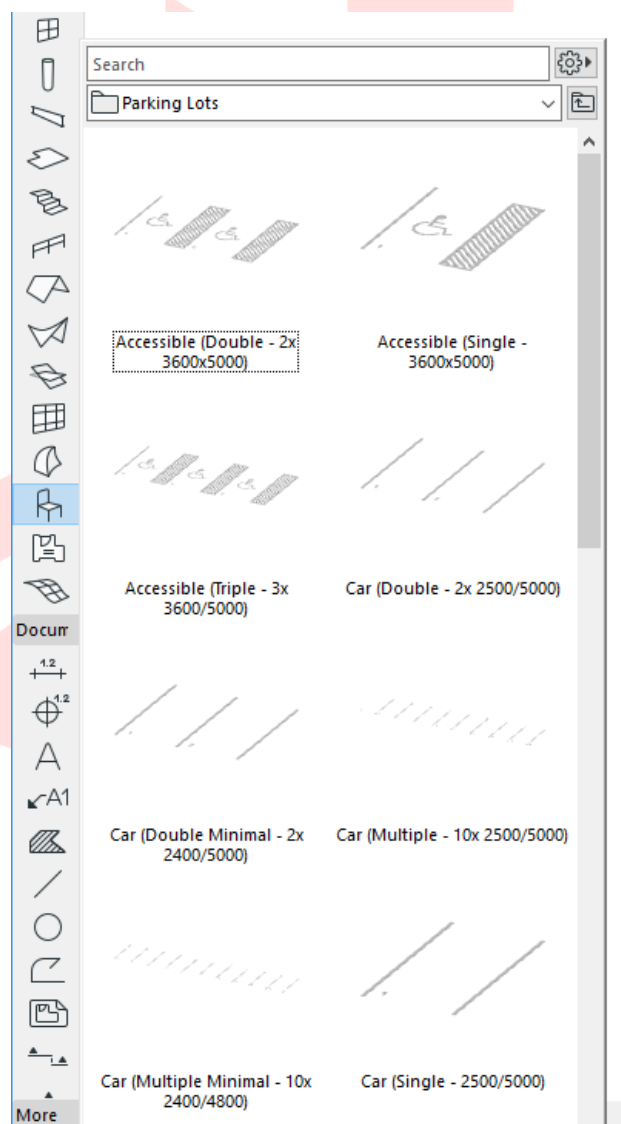 Search
Parking Lots
Accessible (Double - 2x
3600x5000)
Accessible (Single -
3600x5000)
Accessible (Triple - 3x
3600/5000)
Car (Double - 2x 2500/5000)
Docum
1.2
1.2
A
A1
Car (Double Minimal - 2x
2400/5000)
Car (Multiple - 10x 2500/5000)
Car (Multiple Minimal - 10x
2400/4800)
Car (Single - 2500/5000)
More